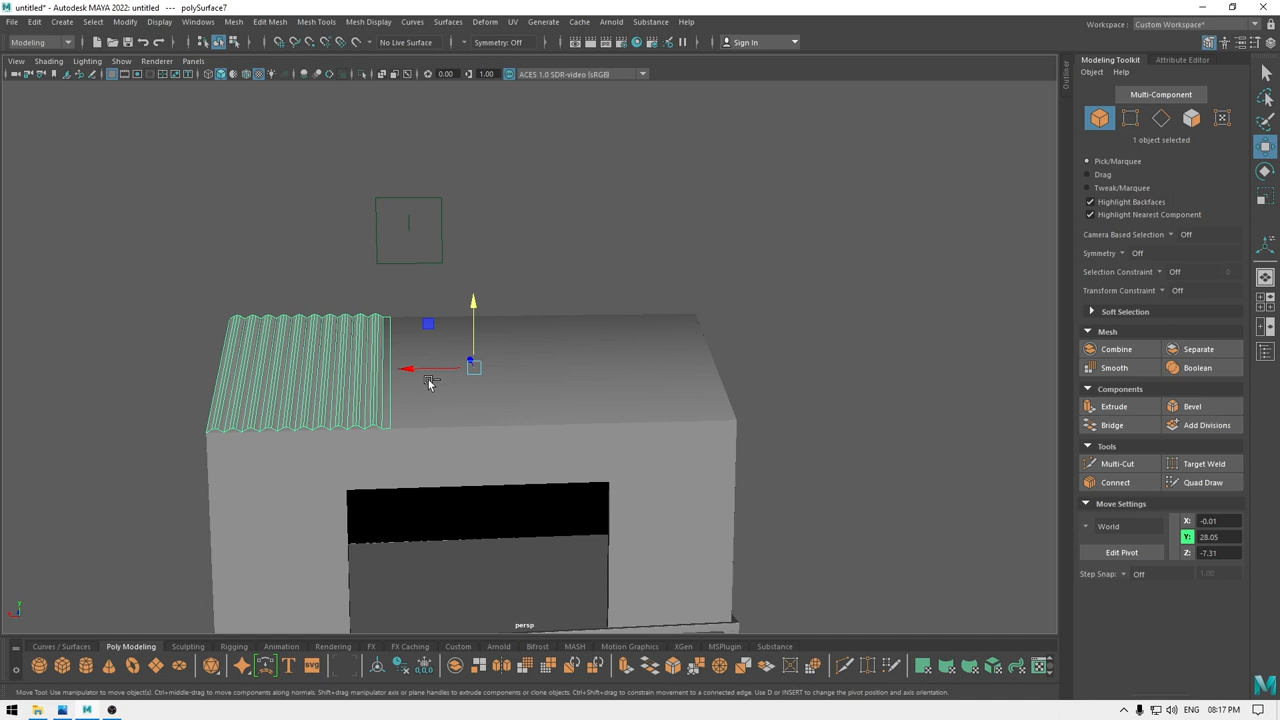 untitled* - Autodesk MAYA 2022: untitled --- polySurface7
File Edit Create Select Modify Display Windows Mesh Edit Mesh Mesh Tools Mesh Display Curves Surfaces Deform UV Generate Cache Arnold Substance Help
Workspace : Custom Workspace*
Modeling No Live Surface Symmetry: Off Sign In
View Shading Lighting Show Renderer Panels
0.00 1.00 ACES 1.0 SDR-video (sRGB)
Outliner
Modeling Toolkit Attribute Editor
Object Help
Multi-Component
1 object selected
Pick/Marquee
Drag
Tweak/Marquee
Highlight Backfaces
Highlight Nearest Component
Camera Based Selection Off
Symmetry Off
Selection Constraint Off 0
Transform Constraint Off
Soft Selection
Mesh
Combine Separate
Smooth Boolean
Components
Extrude Bevel
Bridge Add Divisions
Tools
Multi-Cut Target Weld
Connect Quad Draw
Move Settings
World
X: -0.01
Y: 28.05
Z: -7.31
Edit Pivot
Step Snap: Off 1.00
persp
Curves / Surfaces Poly Modeling Sculpting Rigging Animation Rendering FX FX Caching Custom Arnold Bifrost MASH Motion Graphics XGen MSPlugin Substance
Move Tool: Use manipulator to move object(s). Ctrl+middle-drag to move components along normals. Shift+drag manipulator axis or plane handles to extrude components or clone objects. Ctrl+Shift+drag to constrain movement to a connected edge. Use D or INSERT to change the pivot position and axis orientation.
ENG 08:17 PM